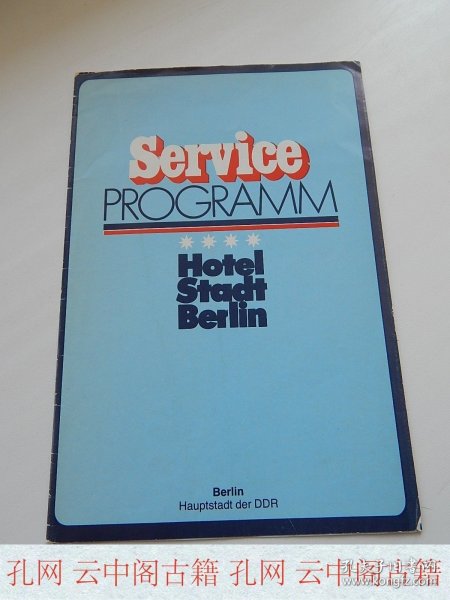 Service
PROGRAMM
Hotel
Stadt
Berlin
Berlin
Hauptstadt der DDR
孔网 云中阁古籍 孔网 云中阁古籍